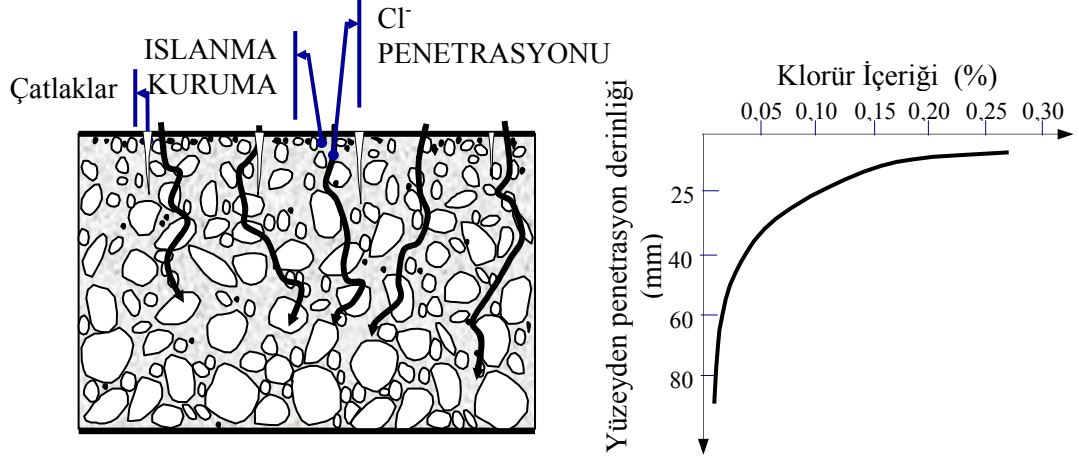 Cl-
PENETRASYONU
ISLANMA
KURUMA
Çatlaklar
Klorür İçeriği (%)
0,05 0,10 0,15 0,20 0,25 0,30
Yüzeyden penetrasyon derinliği
(mm)
25
40
60
80